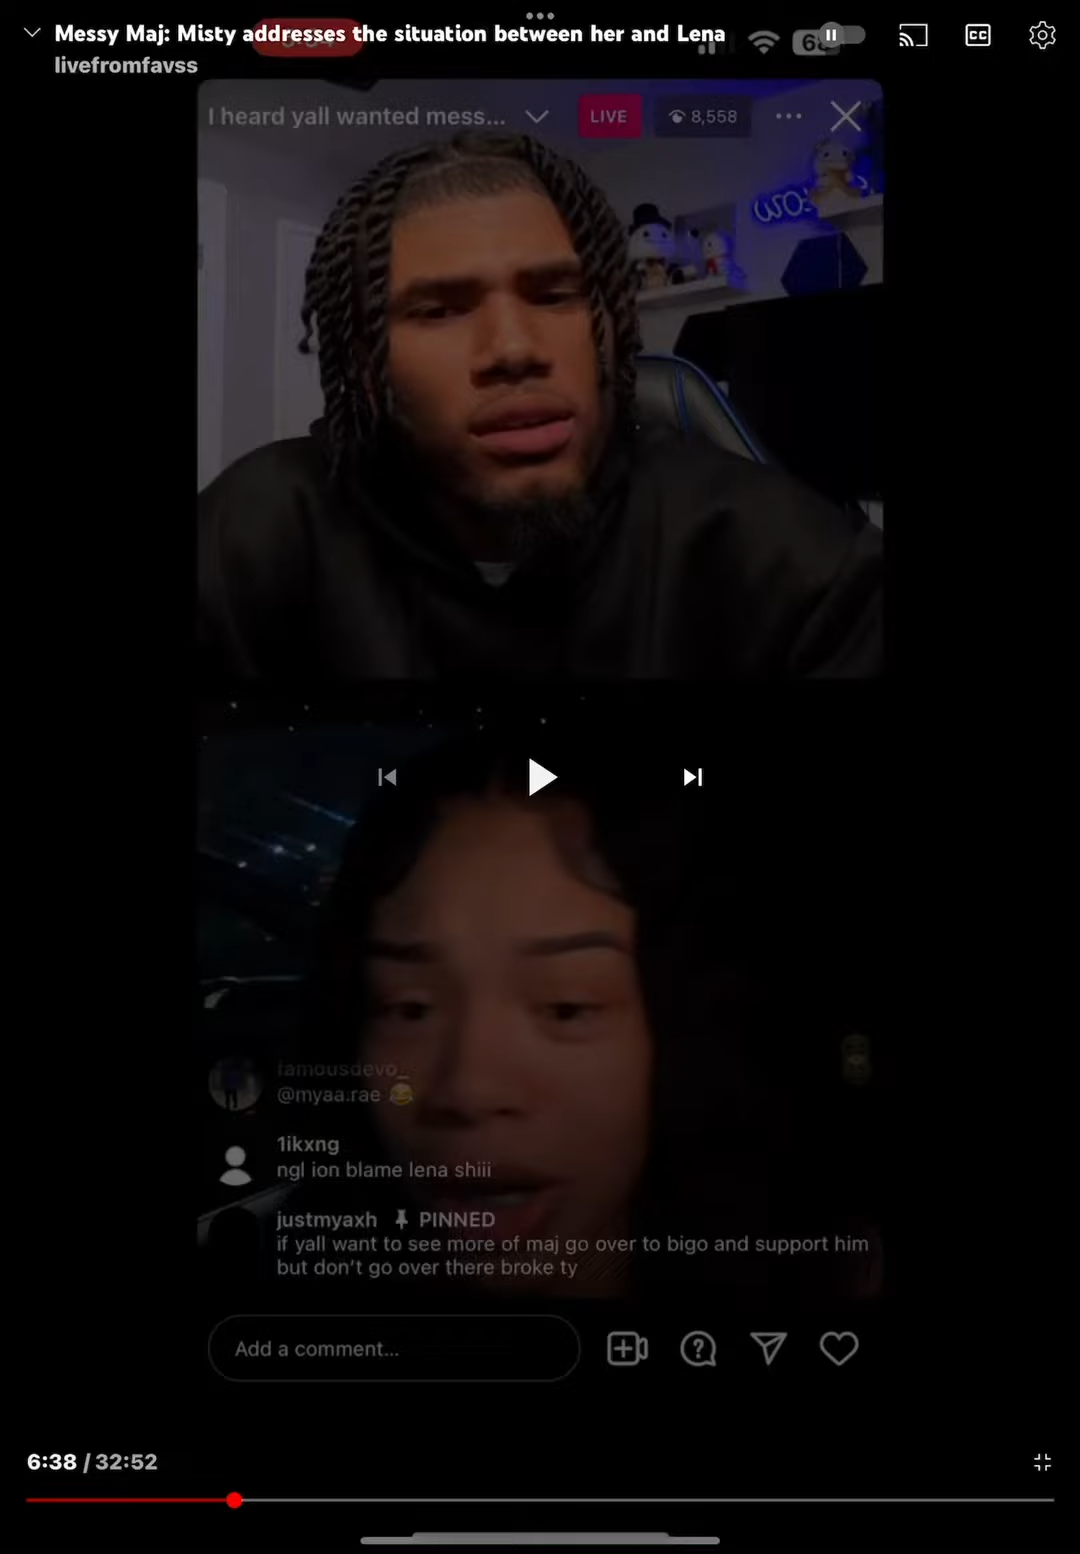 Messy Maj: Misty addresses the situation between her and Lena
livefromfavss
CC
I heard yall wanted mess...
LIVE
8,558
famousdevo_
@myaa.rae 😂
1ikxng
ngl ion blame lena shiii
justmyaxh PINNED
if yall want to see more of maj go over to bigo and support him
but don't go over there broke ty
Add a comment...
6:38 / 32:52